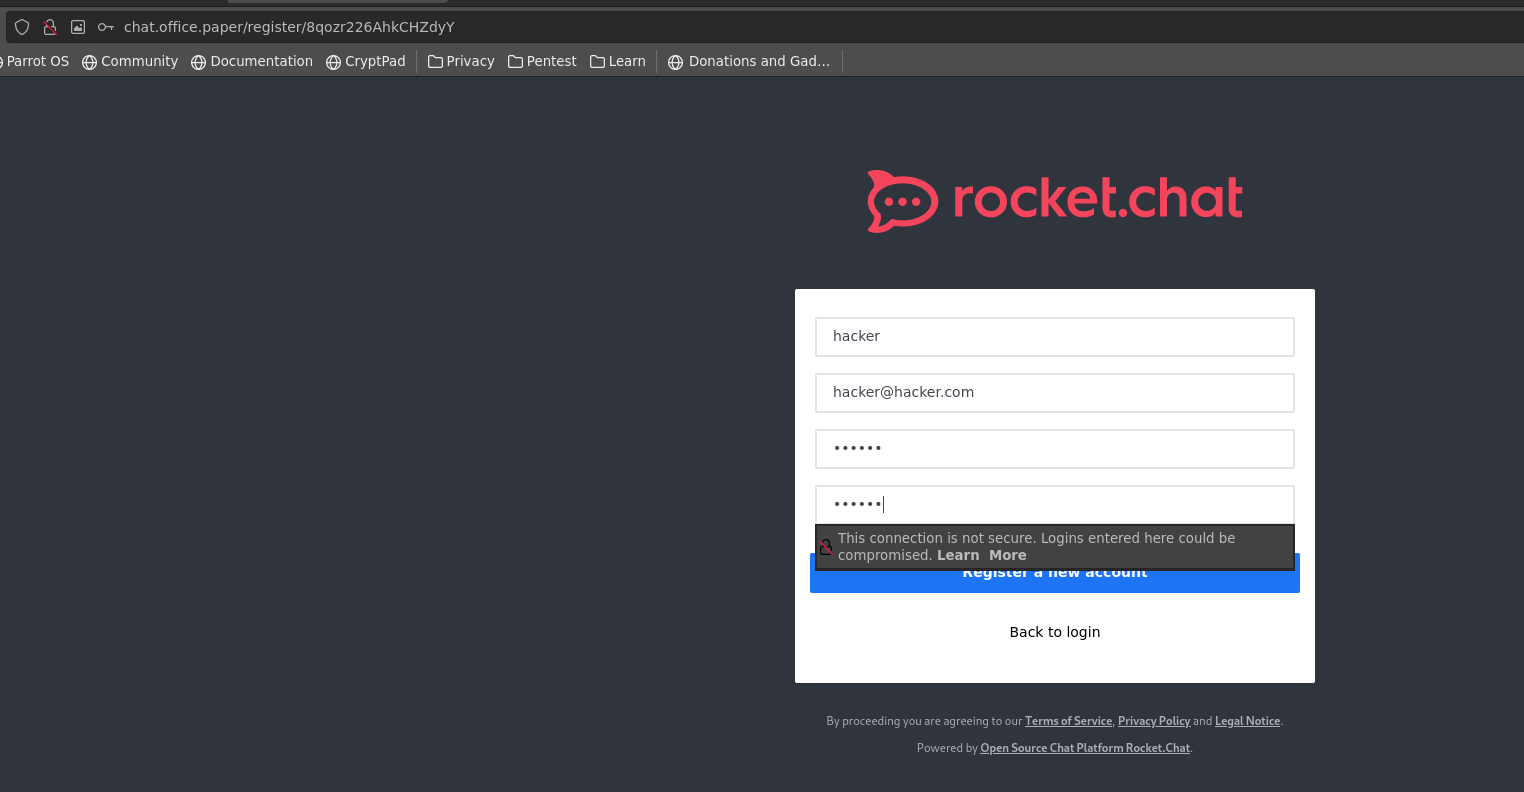 chat.office.paper/register/8qozr226AhkCHZdyY
Parrot OS Community Documentation CryptPad Privacy Pentest Learn Donations and Gad…
rocket.chat
hacker
hacker@hacker.com
••••••
••••••
This connection is not secure. Logins entered here could be
compromised. Learn More
Register a new account
Back to login
By proceeding you are agreeing to our Terms of Service, Privacy Policy and Legal Notice.
Powered by Open Source Chat Platform Rocket.Chat.